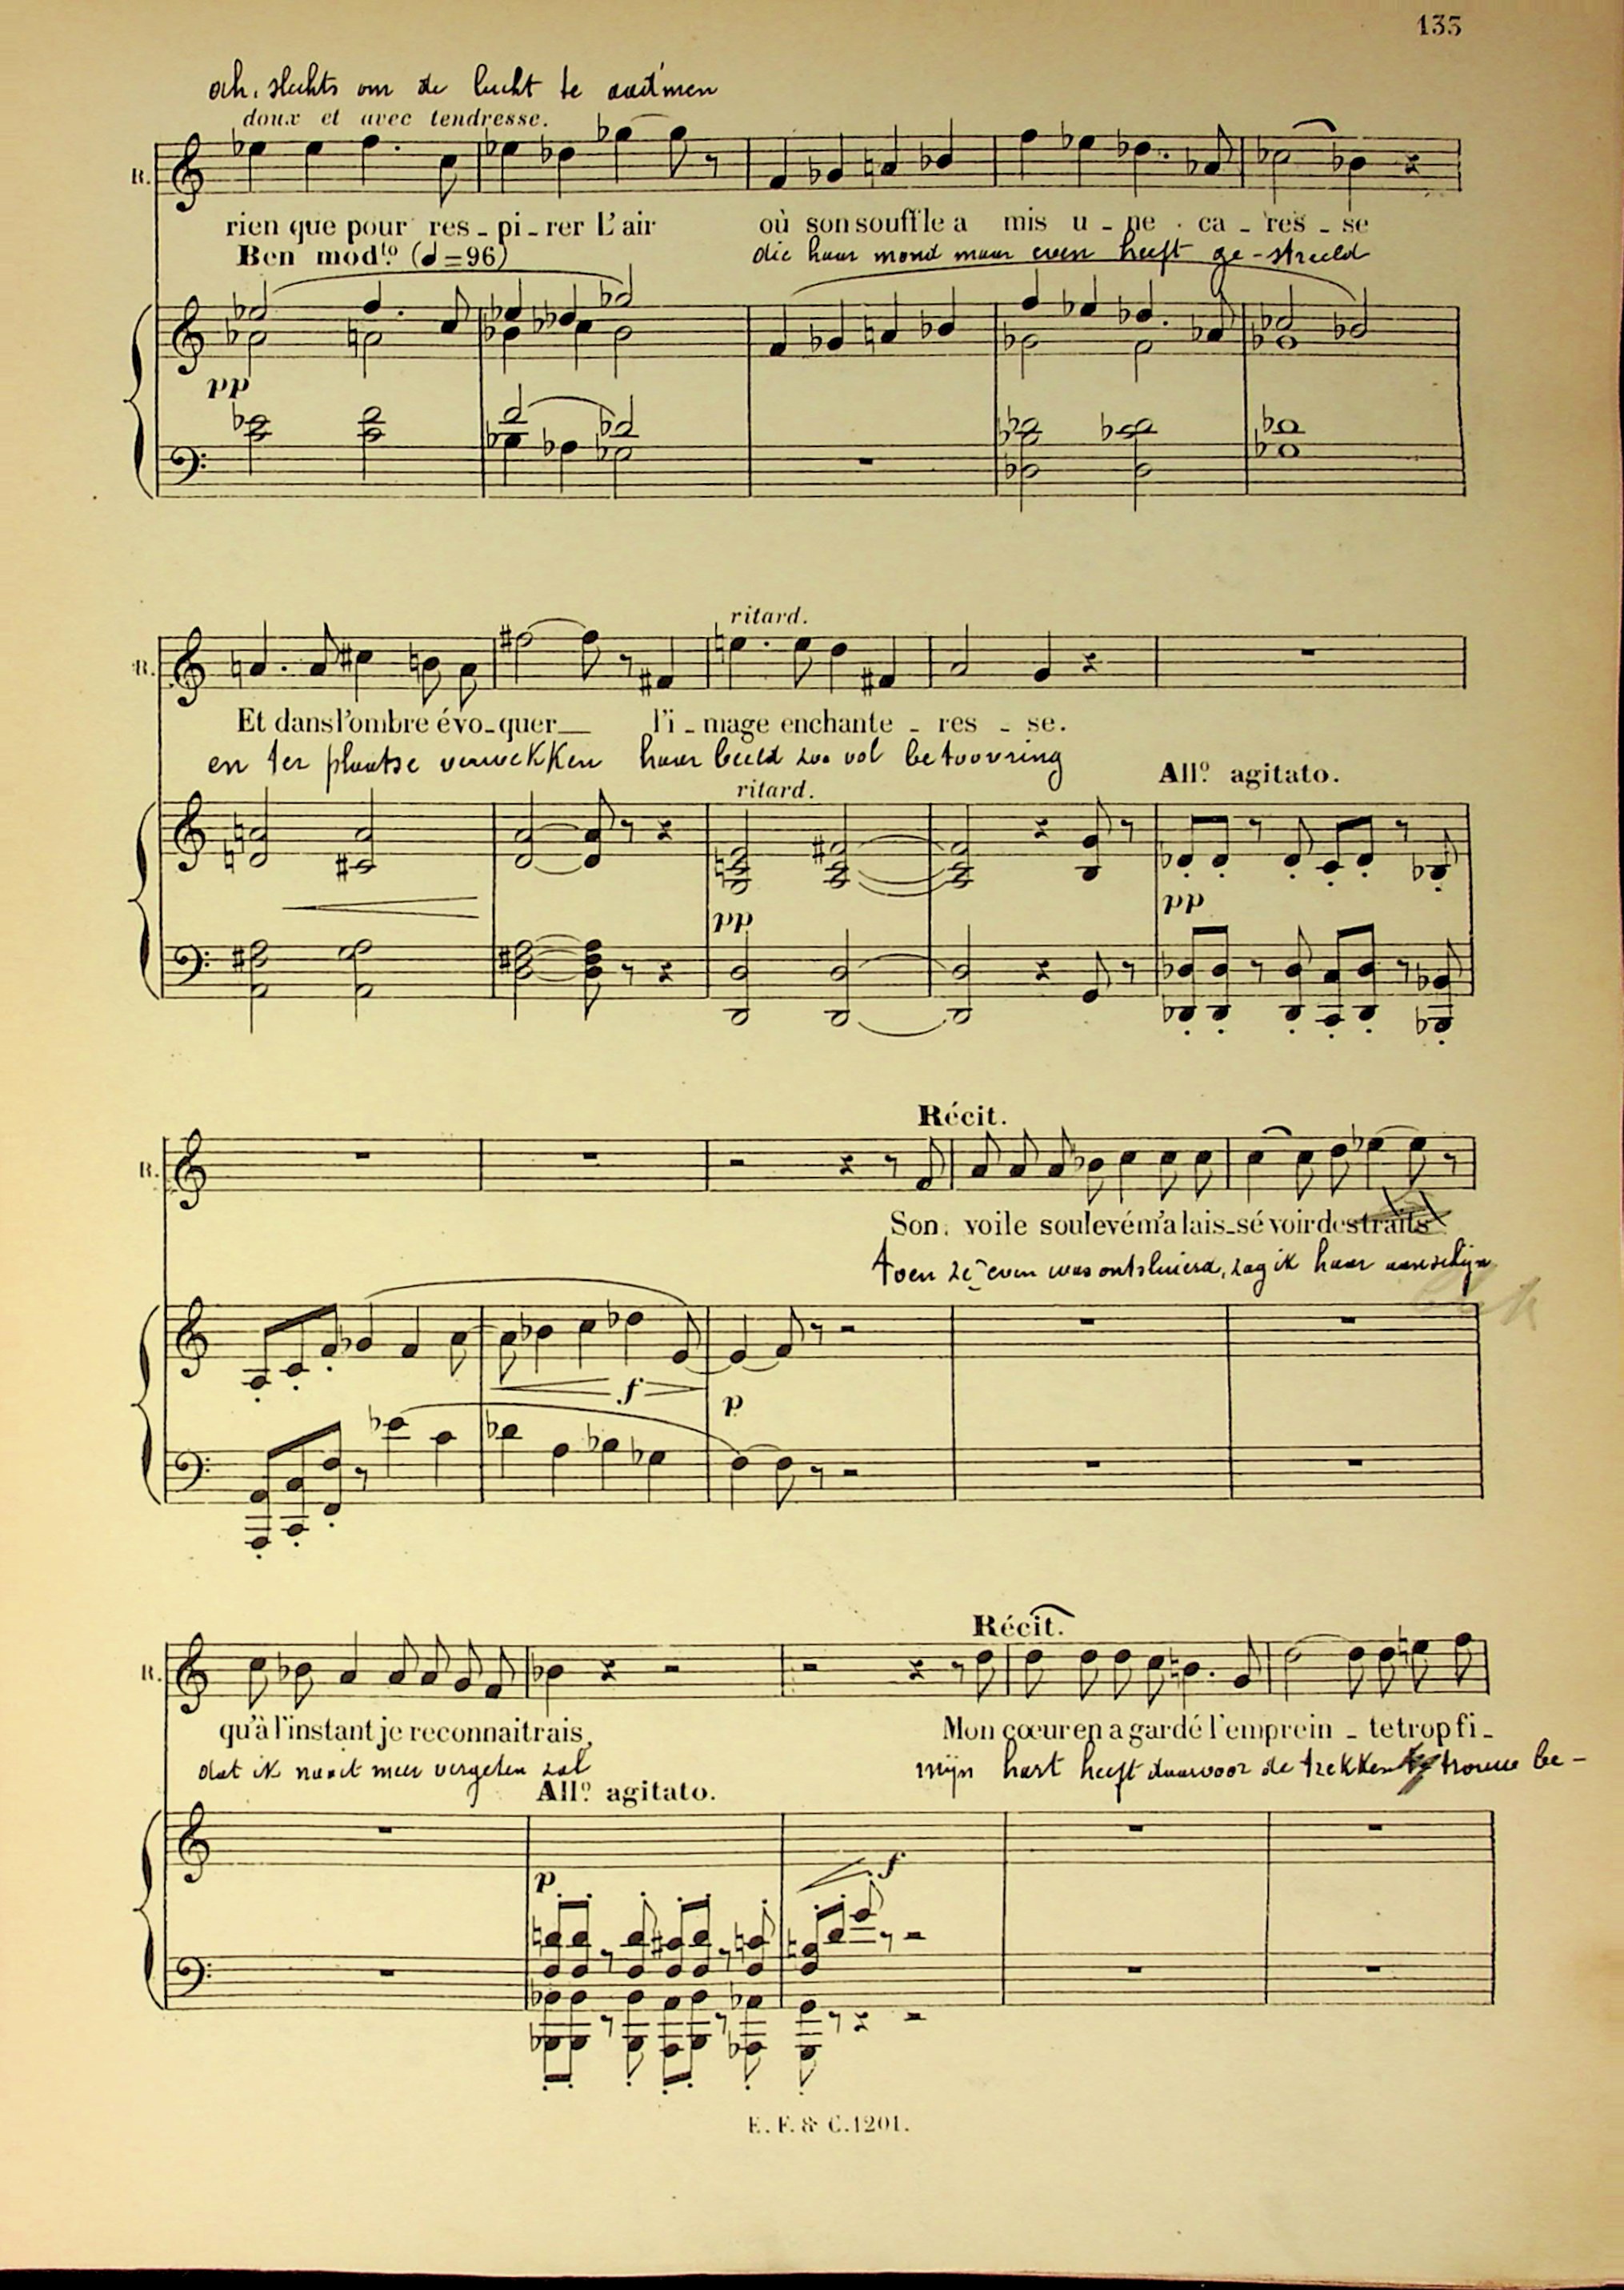 133
och, slechts om de lucht te aad'men
doux et avec tendresse.
R.
rien que pour res - pi - rer L'air où son souffle a mis u - ne ca - res - se
Ben mod.to (♩=96) die haar mond maar even heeft ge - streeld
pp
ritard.
R.
Et dans l'ombre évo - quer l'i - mage enchante - res - se.
en ter plaatse verwekken haar beeld zoo vol betoov'ring
All.o agitato.
ritard.
pp pp
Récit.
R.
Son voile soulevé m'a lais - sé voir des traits
toen ze even was ontsluierd, zag ik haar aanschijn
f p
Récit.
R.
qu'à l'instant je reconnaitrais, Mon cœur en a gardé l'emprein - te trop fi -
dat ik nooit meer vergeten zal mijn hart heeft daarvoor de trekken trouw be -
All.o agitato.
p f
E. F. & C. 1201.